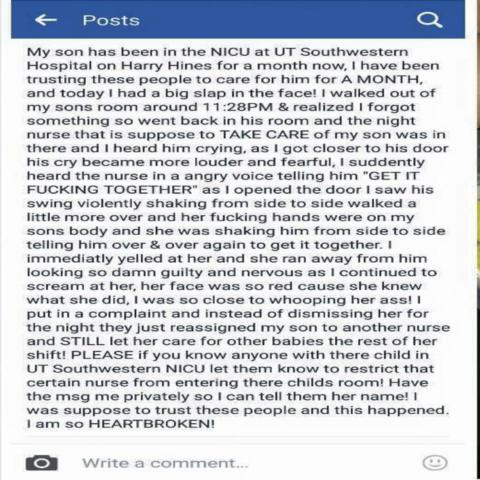 Posts
My son has been in the NICU at UT Southwestern
Hospital on Harry Hines for a month now, I have been
trusting these people to care for him for A MONTH,
and today I had a big slap in the face! I walked out of
my sons room around 11:28PM & realized I forgot
something so went back in his room and the night
nurse that is suppose to TAKE CARE of my son was in
there and I heard him crying, as I got closer to his door
his cry became more louder and fearful, I suddently
heard the nurse in a angry voice telling him "GET IT
FUCKING TOGETHER" as I opened the door I saw his
swing violently shaking from side to side walked a
little more over and her fucking hands were on my
sons body and she was shaking him from side to side
telling him over & over again to get it together. I
immediatly yelled at her and she ran away from him
looking so damn guilty and nervous as I continued to
scream at her, her face was so red cause she knew
what she did, I was so close to whooping her ass! I
put in a complaint and instead of dismissing her for
the night they just reassigned my son to another nurse
and STILL let her care for other babies the rest of her
shift! PLEASE if you know anyone with there child in
UT Southwestern NICU let them know to restrict that
certain nurse from entering there childs room! Have
the msg me privately so I can tell them her name! I
was suppose to trust these people and this happened.
I am so HEARTBROKEN!
Write a comment...